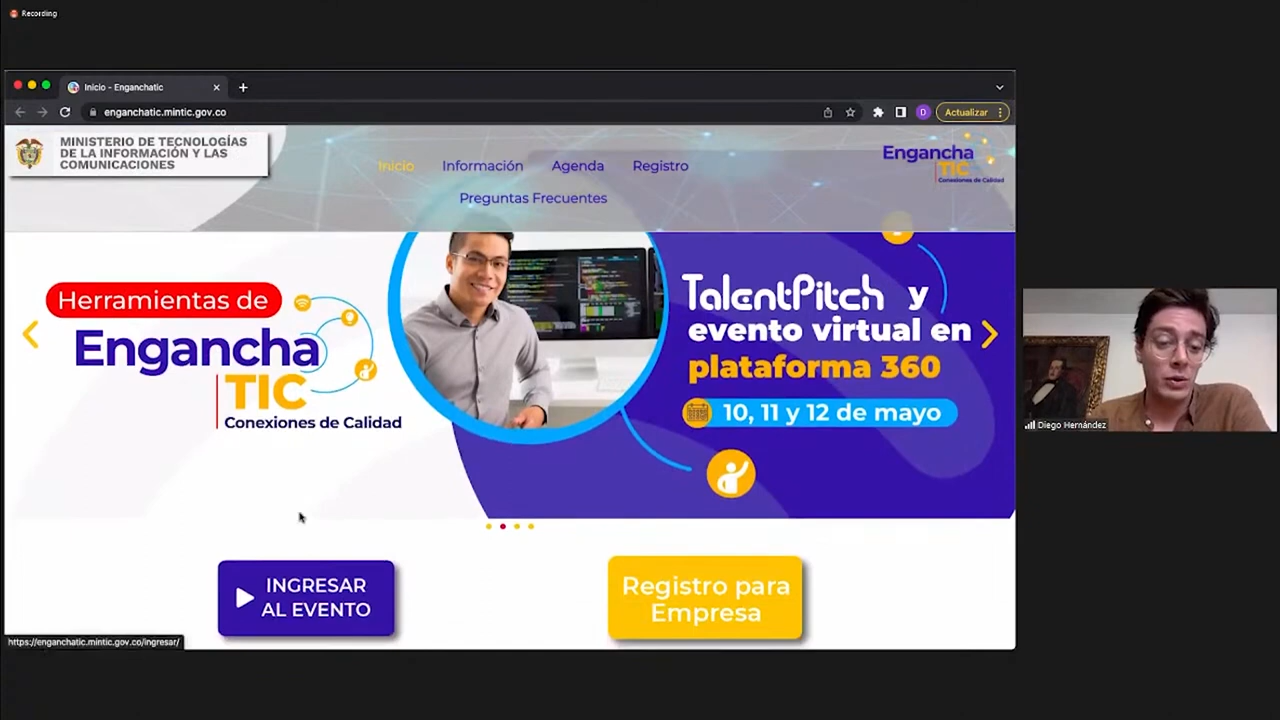 Recording
Inicio - Enganchatic
enganchatic.mintic.gov.co
D
Actualizar
MINISTERIO DE TECNOLOGÍAS
DE LA INFORMACIÓN Y LAS
COMUNICACIONES
Inicio
Información
Agenda
Registro
Preguntas Frecuentes
Engancha
TIC
Conexiones de Calidad
Herramientas de
Engancha
TIC
Conexiones de Calidad
TalentPitch y
evento virtual en
plataforma 360
10, 11 y 12 de mayo
INGRESAR
AL EVENTO
Registro para
Empresa
https://enganchatic.mintic.gov.co/ingresar/
Diego Hernández